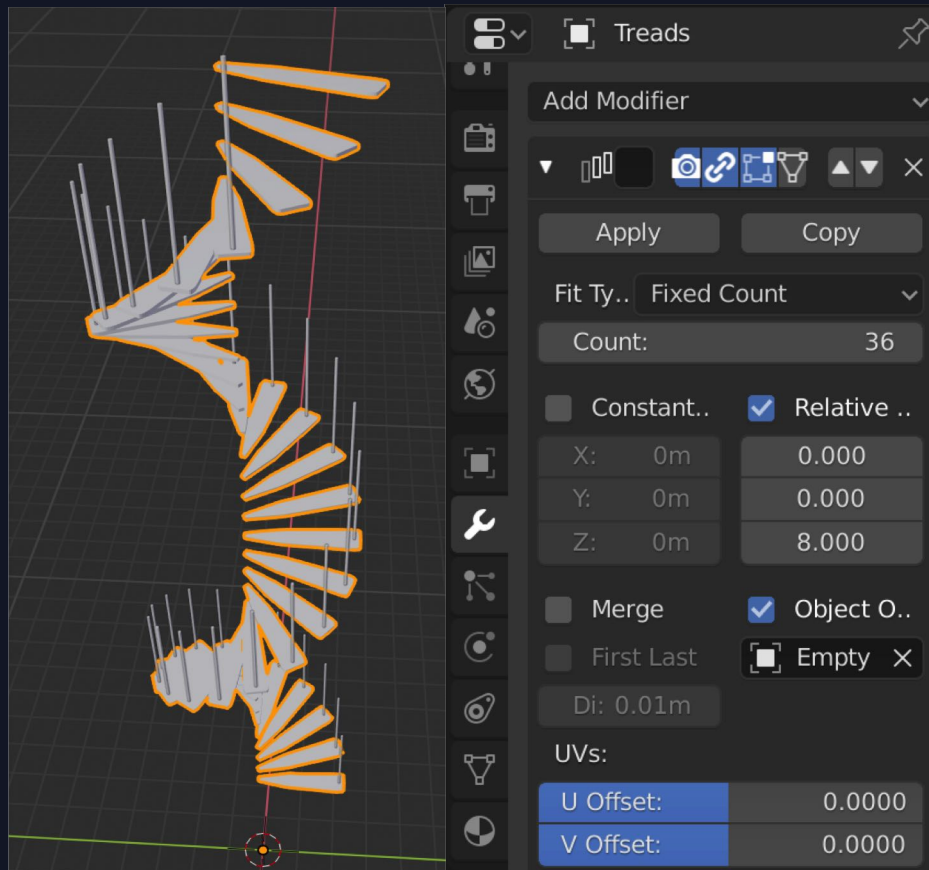 Treads
Add Modifier
Apply Copy
Fit Ty.. Fixed Count
Count: 36
Constant.. Relative ..
X: 0m 0.000
Y: 0m 0.000
Z: 0m 8.000
Merge Object O..
First Last Empty
Di: 0.01m
UVs:
U Offset: 0.0000
V Offset: 0.0000